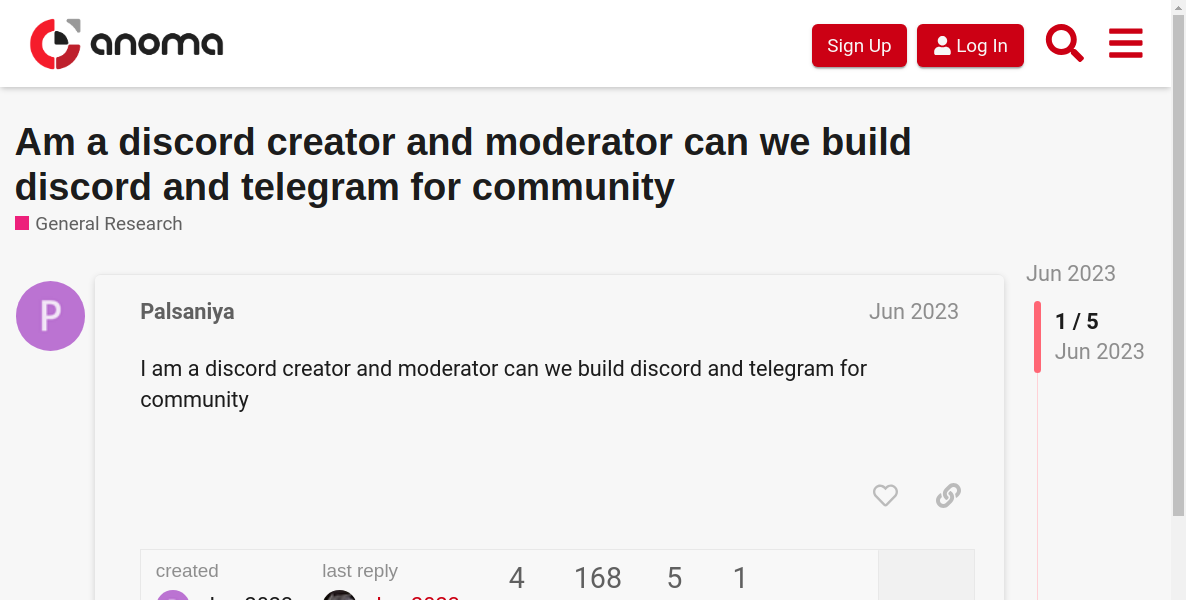 anoma
Sign Up
Log In
Am a discord creator and moderator can we build
discord and telegram for community
General Research
Jun 2023
P
Palsaniya
Jun 2023
1 / 5
Jun 2023
I am a discord creator and moderator can we build discord and telegram for
community
created
last reply
4
168
5
1